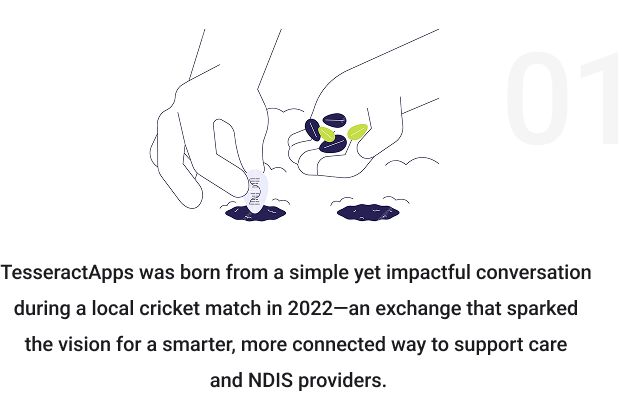 01
TesseractApps was born from a simple yet impactful conversation
during a local cricket match in 2022—an exchange that sparked
the vision for a smarter, more connected way to support care
and NDIS providers.